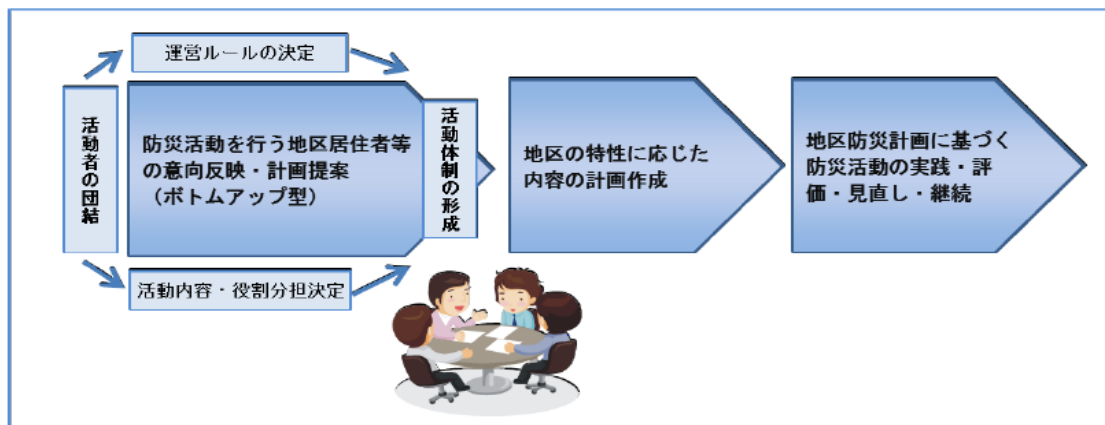 運営ルールの決定
活動者の団結
防災活動を行う地区居住者等
の意向反映・計画提案
（ボトムアップ型）
活動体制の形成
活動内容・役割分担決定
地区の特性に応じた
内容の計画作成
地区防災計画に基づく
防災活動の実践・評
価・見直し・継続